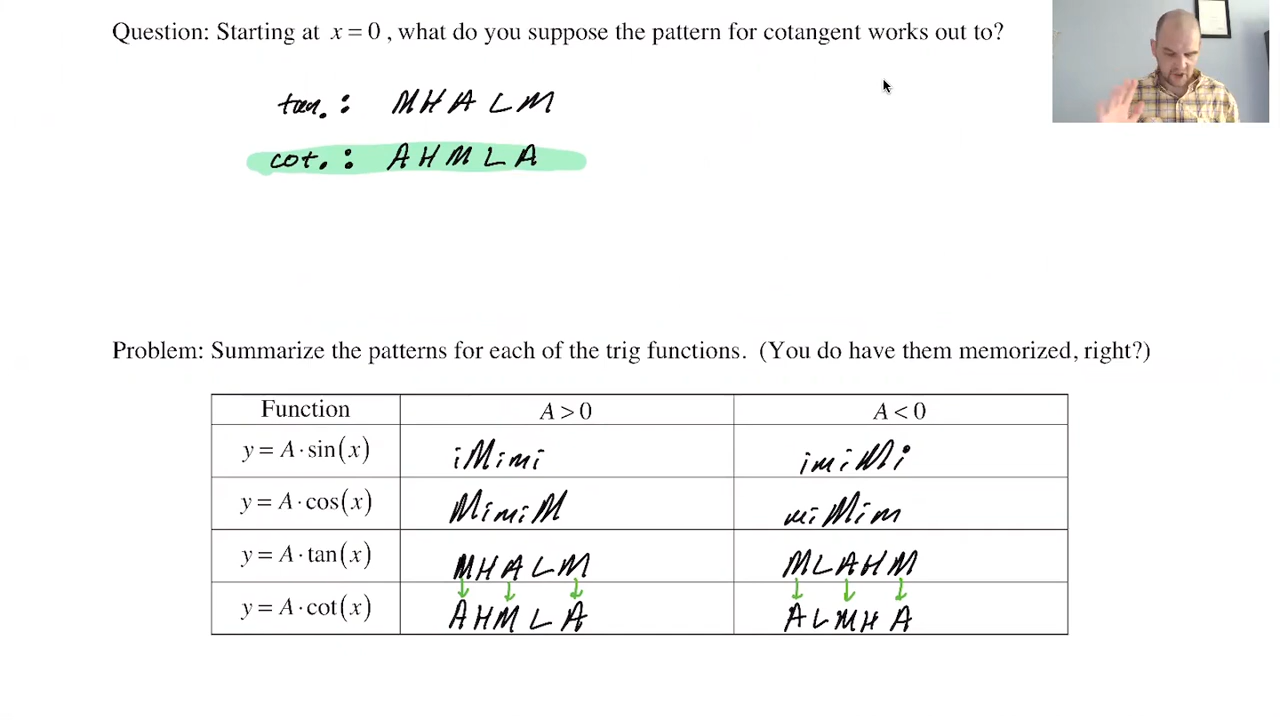 Question: Starting at x = 0, what do you suppose the pattern for cotangent works out to?
tan. : M H A L M
cot. : A H M L A
Problem: Summarize the patterns for each of the trig functions. (You do have them memorized, right?)
Function A > 0 A < 0
y = A · sin(x) iMimi imiMi
y = A · cos(x) MimiM miMim
y = A · tan(x) MHALM MLAHM
y = A · cot(x) AHMLA ALMHA